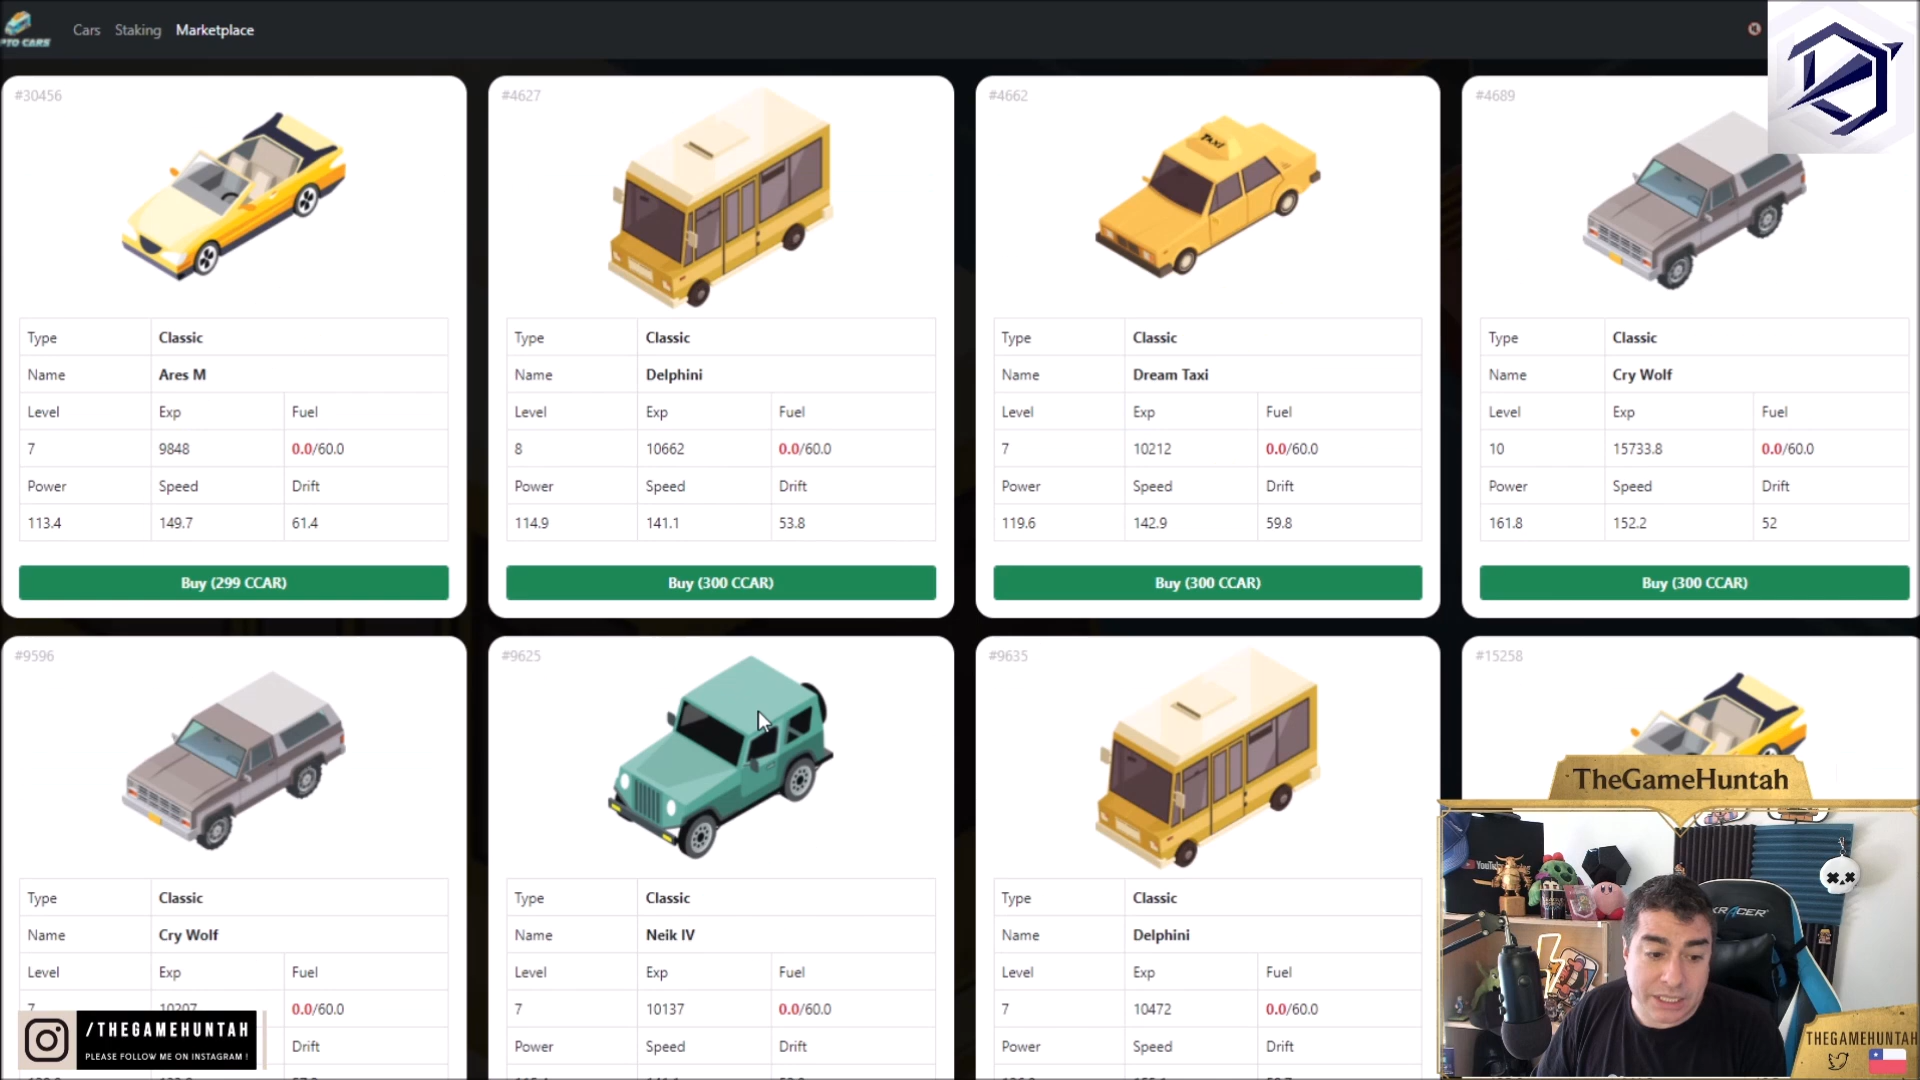 PTO CARS
Cars Staking Marketplace
#30456
#4627
#4662
#4689
TAXI
Type Classic
Name Ares M
Level Exp Fuel
7 9848 0.0/60.0
Power Speed Drift
113.4 149.7 61.4
Buy (299 CCAR)
Type Classic
Name Delphini
Level Exp Fuel
8 10662 0.0/60.0
Power Speed Drift
114.9 141.1 53.8
Buy (300 CCAR)
Type Classic
Name Dream Taxi
Level Exp Fuel
7 10212 0.0/60.0
Power Speed Drift
119.6 142.9 59.8
Buy (300 CCAR)
Type Classic
Name Cry Wolf
Level Exp Fuel
10 15733.8 0.0/60.0
Power Speed Drift
161.8 152.2 52
Buy (300 CCAR)
#9596
#9625
#9635
#15258
Type Classic
Name Cry Wolf
Level Exp Fuel
7 10207 0.0/60.0
Drift
Type Classic
Name Neik IV
Level Exp Fuel
7 10137 0.0/60.0
Power Speed Drift
Type Classic
Name Delphini
Level Exp Fuel
7 10472 0.0/60.0
Power Speed Drift
/THEGAMEHUNTAH
PLEASE FOLLOW ME ON INSTAGRAM !
TheGameHuntah
YouTube
THEGAMEHUNTAH